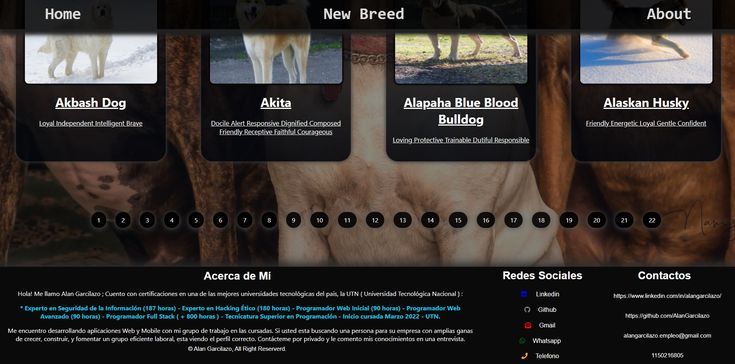 Home New Breed About
Akbash Dog
Loyal Independent Intelligent Brave
Akita
Docile Alert Responsive Dignified Composed
Friendly Receptive Faithful Courageous
Alapaha Blue Blood
Bulldog
Loving Protective Trainable Dutiful Responsible
Alaskan Husky
Friendly Energetic Loyal Gentle Confident
1 2 3 4 5 6 7 8 9 10 11 12 13 14 15 16 17 18 19 20 21 22
Acerca de Mi
Hola! Me llamo Alan Garcilazo ; Cuento con certificaciones en una de las mejores universidades tecnológicas del país, la UTN ( Universidad Tecnológica Nacional ) :
* Experto en Seguridad de la Información (187 horas) - Experto en Hacking Ético (160 horas) - Programador Web Inicial (90 horas) - Programador Web
Avanzado (90 horas) - Programador Full Stack ( + 800 horas ) - Tecnicatura Superior en Programación - Inicio cursada Marzo 2022 - UTN.
Me encuentro desarrollando aplicaciones Web y Mobile con mi grupo de trabajo en las cursadas. Si usted esta buscando una persona para su empresa con amplias ganas
de crecer, construir, y fomentar un grupo eficiente laboral, esta viendo el perfil correcto. Contácteme por privado y le comento mis conocimientos en una entrevista.
© Alan Garcilazo, All Right Reserverd.
Redes Sociales
Linkedin
Github
Gmail
Whatsapp
Telefono
Contactos
https://www.linkedin.com/in/alangarcilazo/
https://github.com/AlanGarcilazo
alangarcilazo.empleo@gmail.com
1150216805